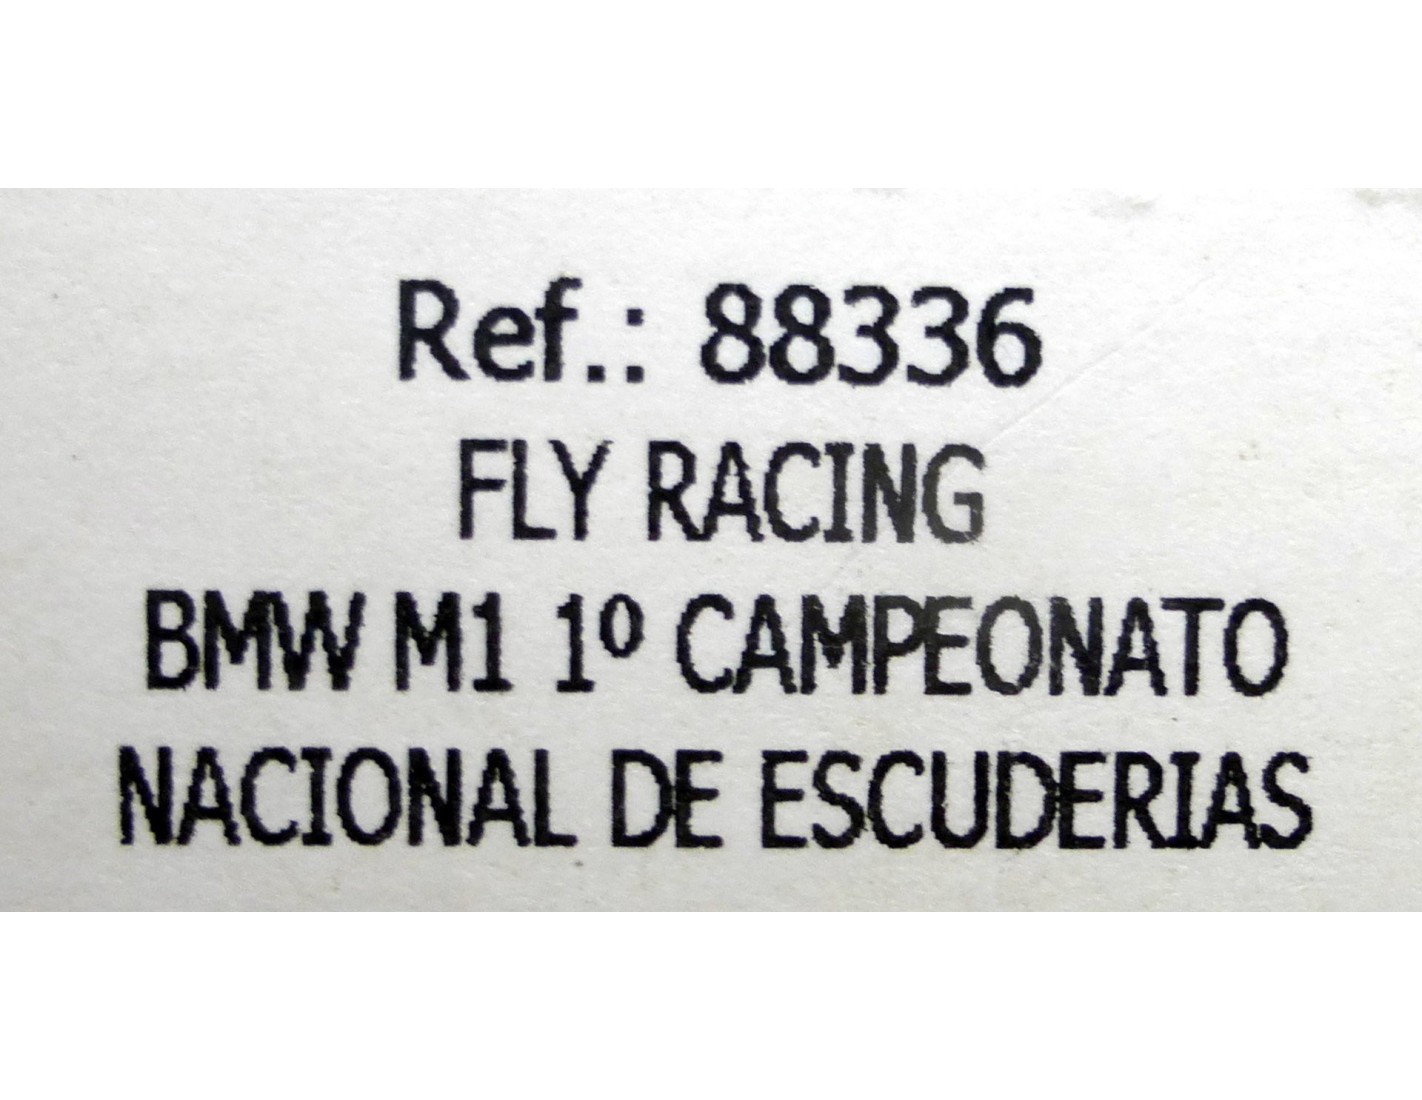 Ref.: 88336
FLY RACING
BMW M1 1º CAMPEONATO
NACIONAL DE ESCUDERIAS